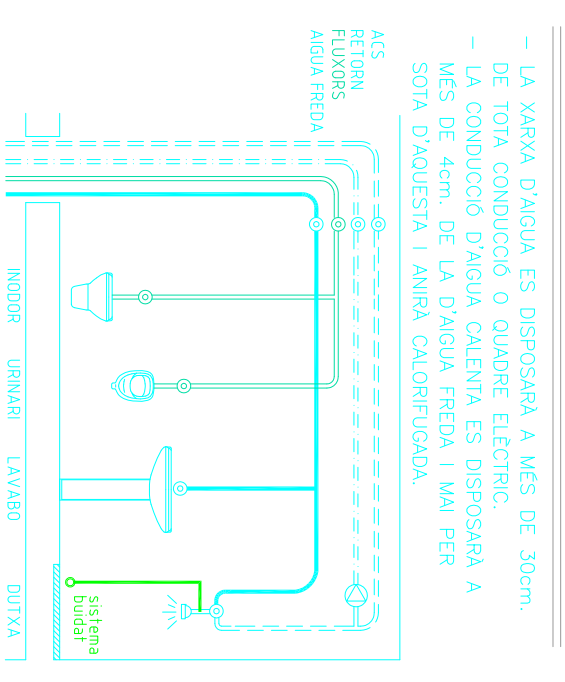 - LA XARXA D'AIGUA ES DISPOSARÀ A MÉS DE 30cm.
DE TOTA CONDUCCIÓ O QUADRE ELÈCTRIC.
- LA CONDUCCIÓ D'AIGUA CALENTA ES DISPOSARÀ A
MÉS DE 4cm. DE LA D'AIGUA FREDA I MAI PER
SOTA D'AQUESTA I ANIRÀ CALORIFUGADA.
ACS
RETORN
FLUXORS
AIGUA FREDA
sistema
buidat
INODOR URINARI LAVABO DUTXA